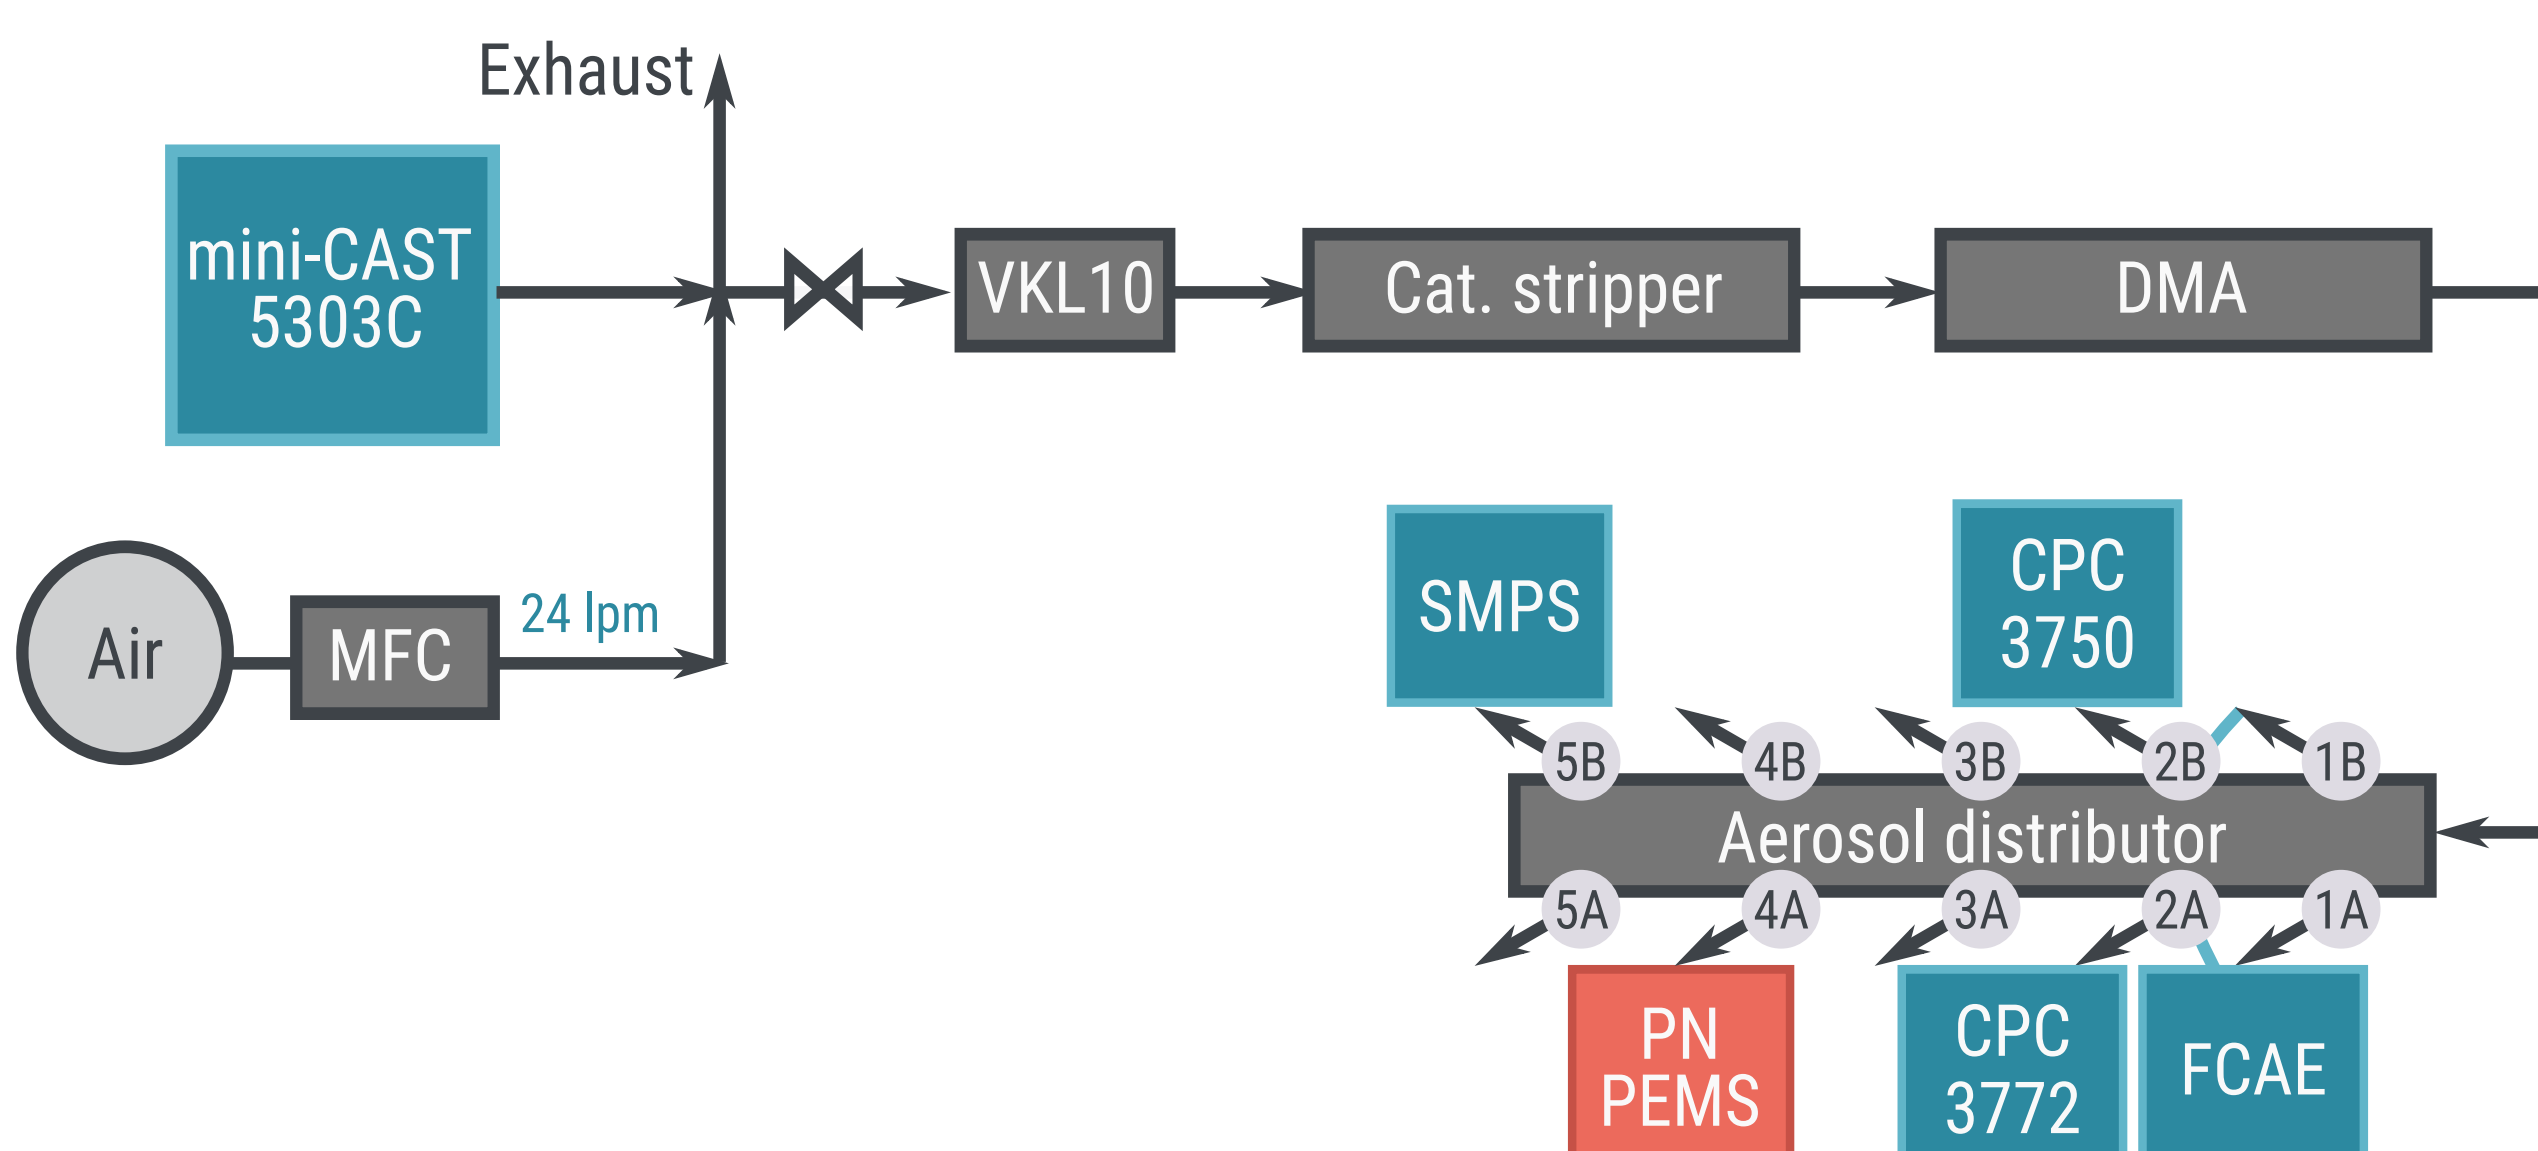 Exhaust
mini-CAST
5303C
VKL10
Cat. stripper
DMA
Air
MFC
24 lpm
SMPS
CPC
3750
5B
4B
3B
2B
1B
Aerosol distributor
5A
4A
3A
2A
1A
PN
PEMS
CPC
3772
FCAE